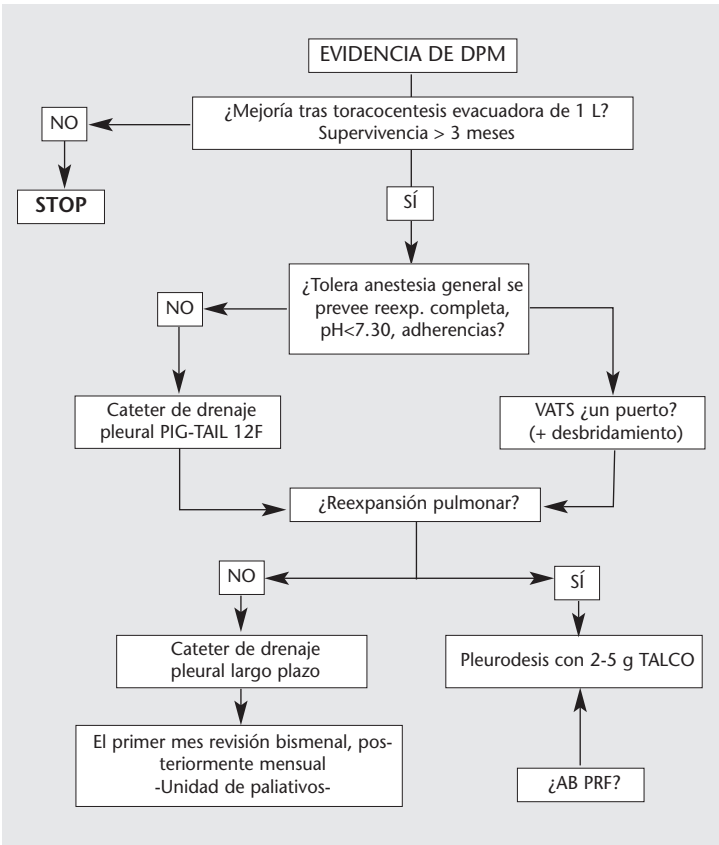 EVIDENCIA DE DPM
¿Mejoría tras toracocentesis evacuadora de 1 L?
Supervivencia > 3 meses
NO
STOP
SÍ
¿Tolera anestesia general se
prevee reexp. completa,
pH<7.30, adherencias?
NO
Cateter de drenaje
pleural PIG-TAIL 12F
VATS ¿un puerto?
(+ desbridamiento)
¿Reexpansión pulmonar?
NO
SÍ
Cateter de drenaje
pleural largo plazo
Pleurodesis con 2-5 g TALCO
El primer mes revisión bismenal, pos-
teriormente mensual
-Unidad de paliativos-
¿AB PRF?